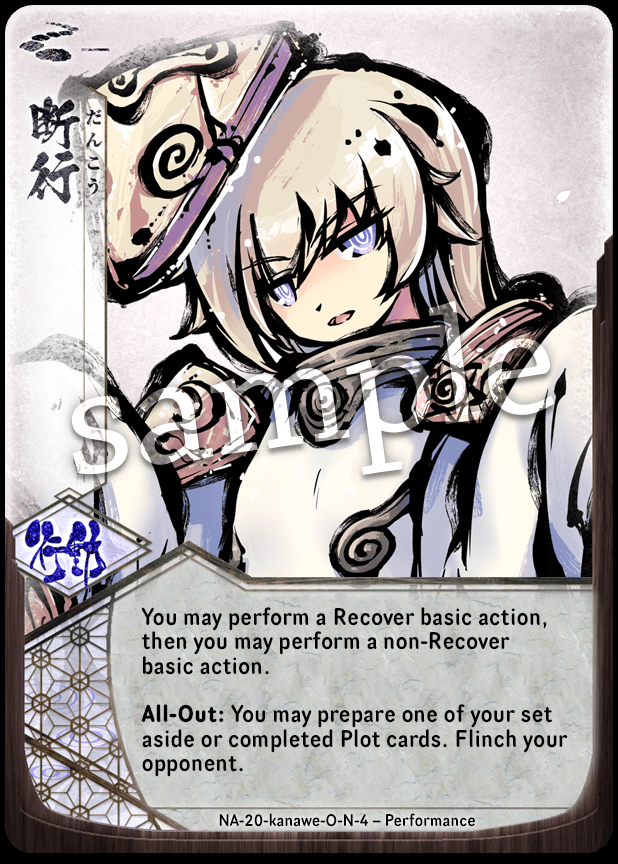 断行
だんこう
sample
行動
You may perform a Recover basic action,
then you may perform a non-Recover
basic action.
All-Out: You may prepare one of your set
aside or completed Plot cards. Flinch your
opponent.
NA-20-kanawe-O-N-4 – Performance